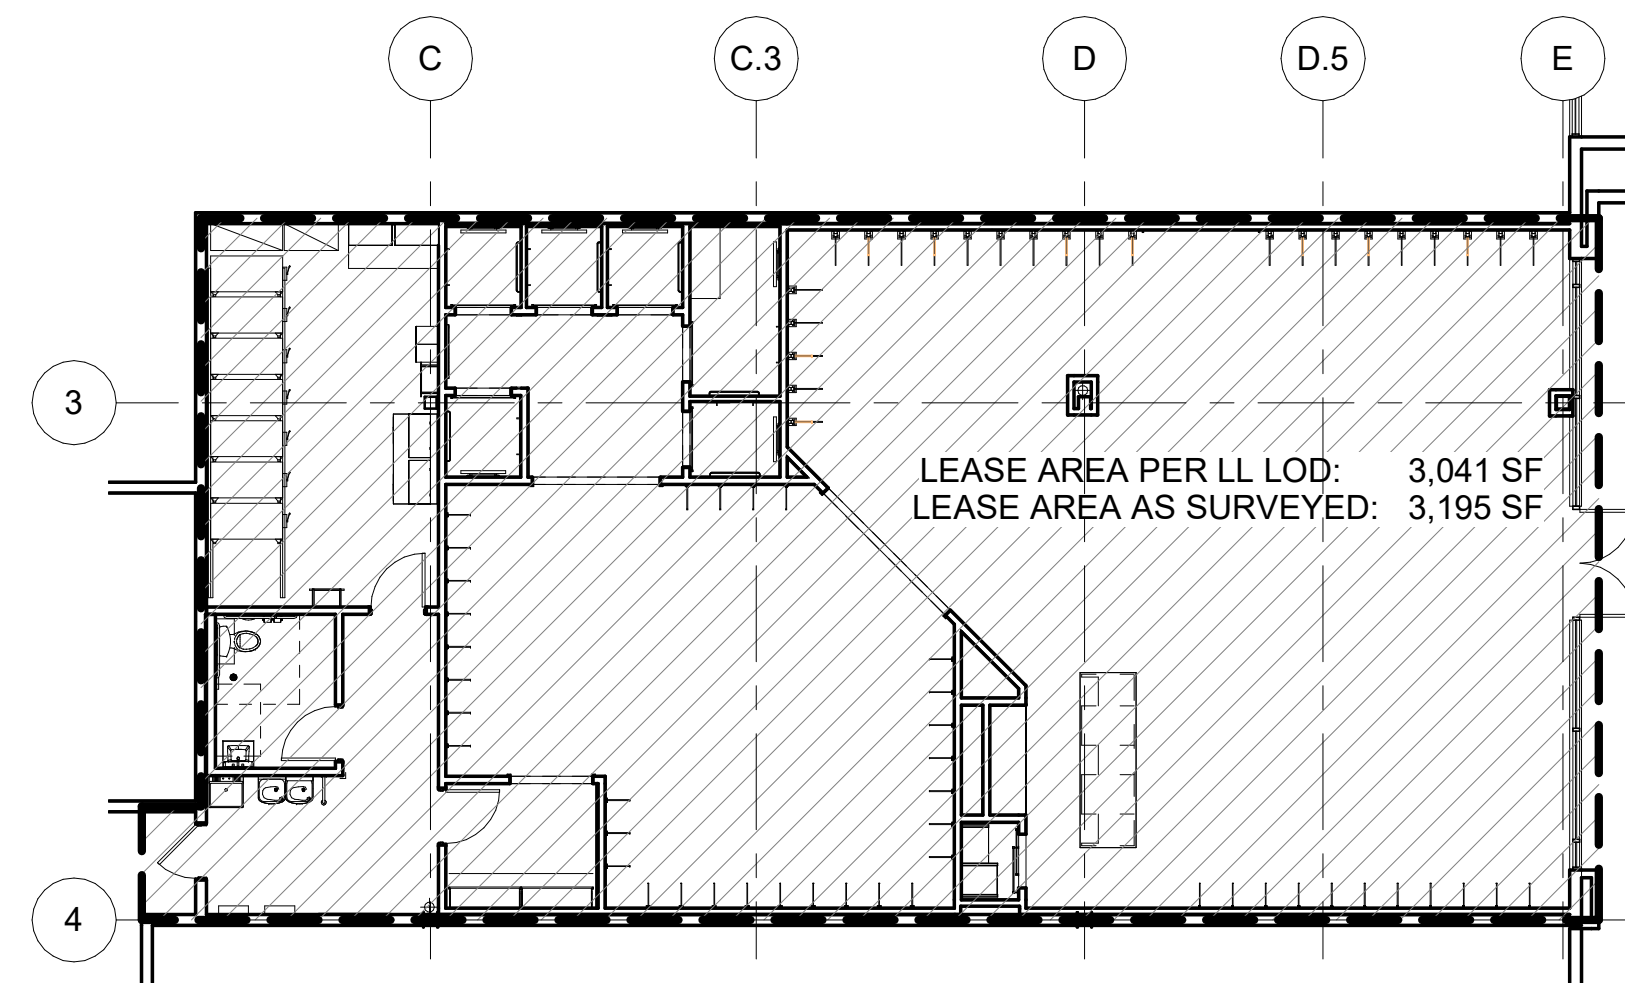 C C.3 D D.5 E
3
LEASE AREA PER LL LOD: 3,041 SF
LEASE AREA AS SURVEYED: 3,195 SF
4